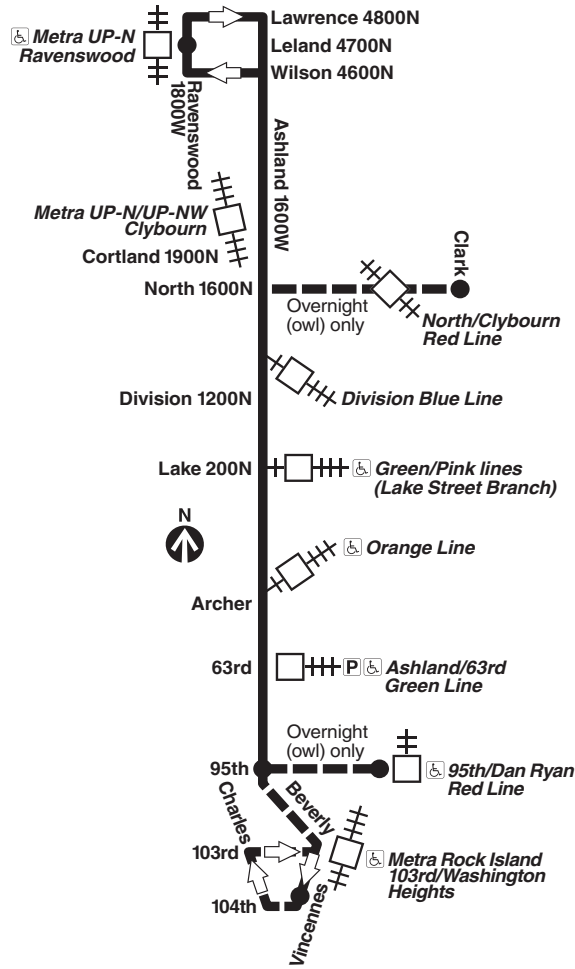 Lawrence 4800N
Metra UP-N
Ravenswood
Leland 4700N
Wilson 4600N
Ravenswood
1800W
Ashland 1600W
Metra UP-N/UP-NW
Clybourn
Cortland 1900N
Clark
North 1600N
Overnight
(owl) only
North/Clybourn
Red Line
Division 1200N
Division Blue Line
Lake 200N
Green/Pink lines
(Lake Street Branch)
N
Orange Line
Archer
63rd
P
Ashland/63rd
Green Line
Overnight
(owl) only
95th
95th/Dan Ryan
Red Line
Beverly
Charles
103rd
Metra Rock Island
103rd/Washington
Heights
104th
Vincennes